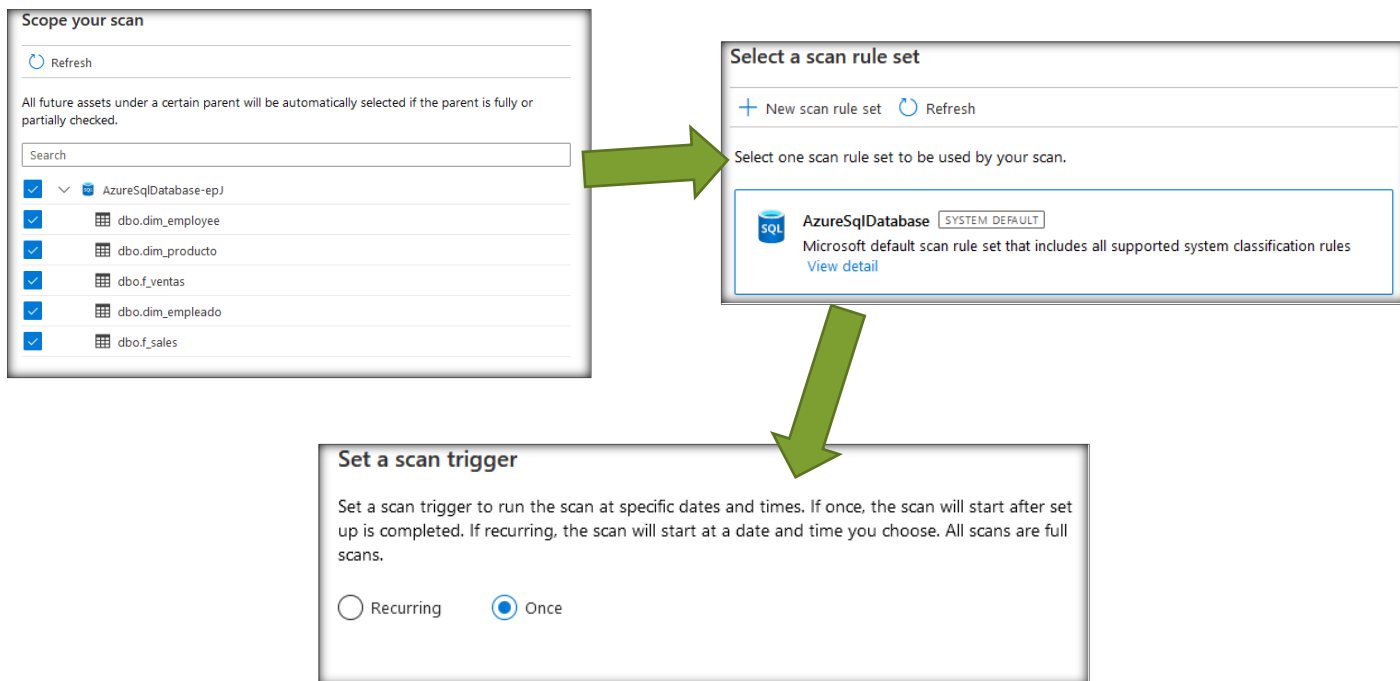 Scope your scan
Refresh
All future assets under a certain parent will be automatically selected if the parent is fully or
partially checked.
Search
AzureSqlDatabase-epJ
dbo.dim_employee
dbo.dim_producto
dbo.f_ventas
dbo.dim_empleado
dbo.f_sales
Select a scan rule set
New scan rule set Refresh
Select one scan rule set to be used by your scan.
SQL
AzureSqlDatabase SYSTEM DEFAULT
Microsoft default scan rule set that includes all supported system classification rules
View detail
Set a scan trigger
Set a scan trigger to run the scan at specific dates and times. If once, the scan will start after set
up is completed. If recurring, the scan will start at a date and time you choose. All scans are full
scans.
Recurring Once